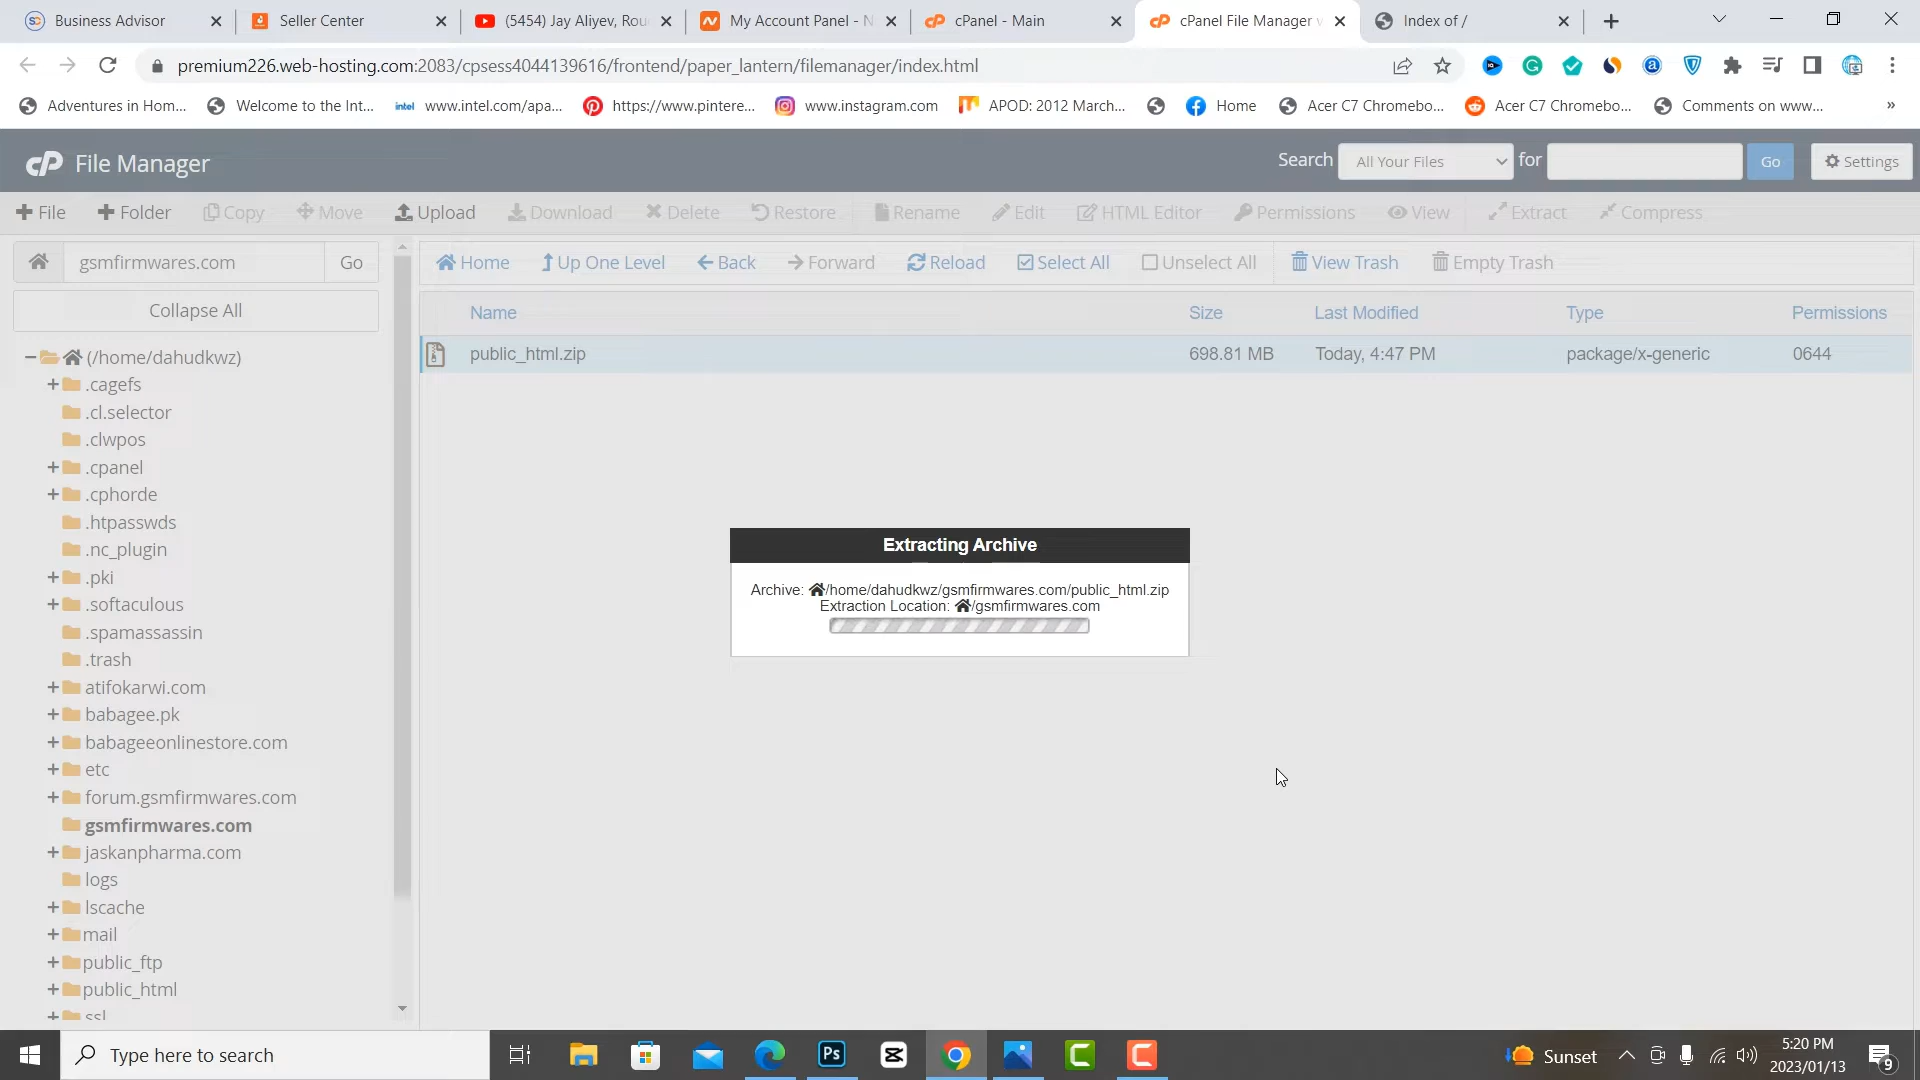 Business Advisor
Seller Center
(5454) Jay Aliyev, Rou
My Account Panel - N
cPanel - Main
cPanel File Manager v
Index of /
premium226.web-hosting.com:2083/cpsess4044139616/frontend/paper_lantern/filemanager/index.html
Adventures in Hom...
Welcome to the Int...
intel www.intel.com/apa...
https://www.pintere...
www.instagram.com
APOD: 2012 March...
Home
Acer C7 Chromebo...
Acer C7 Chromebo...
Comments on www...
»
cP File Manager
Search All Your Files for Go Settings
File Folder Copy Move Upload Download Delete Restore Rename Edit HTML Editor Permissions View Extract Compress
gsmfirmwares.com Go
Home Up One Level Back Forward Reload Select All Unselect All View Trash Empty Trash
Collapse All
Name Size Last Modified Type Permissions
public_html.zip 698.81 MB Today, 4:47 PM package/x-generic 0644
(/home/dahudkwz)
.cagefs
.cl.selector
.clwpos
.cpanel
.cphorde
.htpasswds
.nc_plugin
.pki
.softaculous
.spamassassin
.trash
atifokarwi.com
babagee.pk
babageeonlinestore.com
etc
forum.gsmfirmwares.com
gsmfirmwares.com
jaskanpharma.com
logs
lscache
mail
public_ftp
public_html
ssl
Extracting Archive
Archive: /home/dahudkwz/gsmfirmwares.com/public_html.zip
Extraction Location: /gsmfirmwares.com
Type here to search
Ps
Sunset
5:20 PM
2023/01/13
9